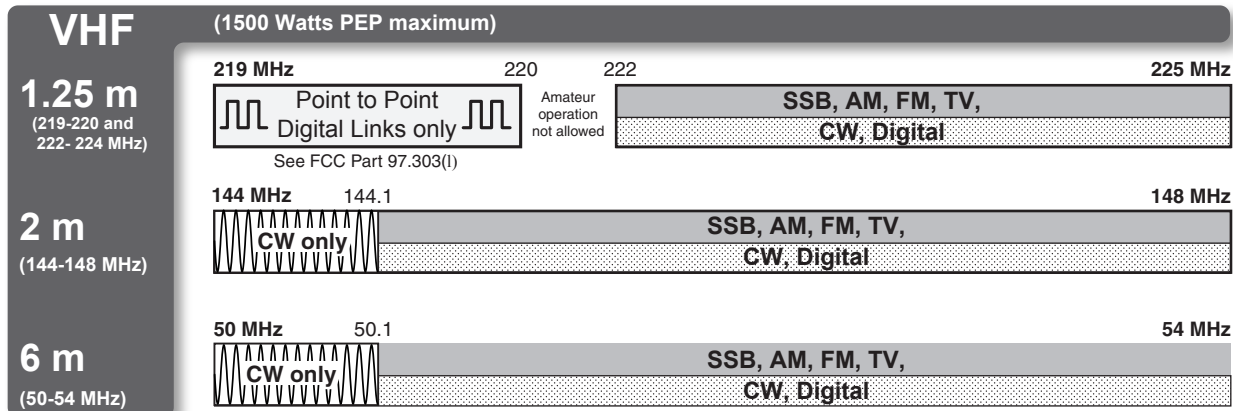 VHF (1500 Watts PEP maximum)
1.25 m
(219-220 and
222- 224 MHz)
219 MHz 220 222 225 MHz
Point to Point
Digital Links only
Amateur
operation
not allowed
SSB, AM, FM, TV,
CW, Digital
See FCC Part 97.303(l)
2 m
(144-148 MHz)
144 MHz 144.1 148 MHz
CW only
SSB, AM, FM, TV,
CW, Digital
6 m
(50-54 MHz)
50 MHz 50.1 54 MHz
CW only
SSB, AM, FM, TV,
CW, Digital